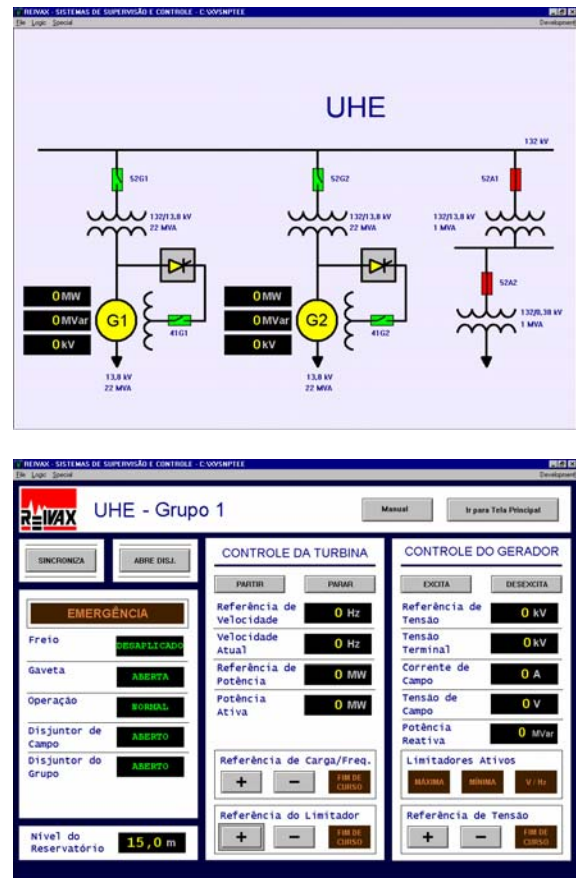 REIVAX - SISTEMAS DE SUPERVISÃO E CONTROLE - C:\XVSNPTEE
File Logic Special Development
UHE
132 kV
52G1 52G2 52A1
132/13,8 kV 132/13,8 kV 132/13,8 kV
22 MVA 22 MVA 1 MVA
52A2
0 MW 0 MW
0 MVar G1 0 MVar G2
0 kV 0 kV
41G1 41G2
132/0,38 kV
1 MVA
13,8 kV 13,8 kV
22 MVA 22 MVA
REIVAX - SISTEMAS DE SUPERVISÃO E CONTROLE - C:\XVSNPTEE
File Logic Special Development
REIVAX
UHE - Grupo 1
Manual
Ir para Tela Principal
SINCRONIZA
ABRE DISJ.
EMERGÊNCIA
Freio DESAPLICADO
Gaveta ABERTA
Operação NORMAL
Disjuntor de
Campo ABERTO
Disjuntor do
Grupo ABERTO
Nível do
Reservatório 15,0 m
CONTROLE DA TURBINA
PARTIR PARAR
Referência de
Velocidade 0 Hz
Velocidade
Atual 0 Hz
Referência de
Potência 0 MW
Potência
Ativa 0 MW
Referência de Carga/Freq.
+ - FIM DE
CURSO
Referência do Limitador
+ - FIM DE
CURSO
CONTROLE DO GERADOR
EXCITA DESEXCITA
Referência de
Tensão 0 kV
Tensão
Terminal 0 kV
Corrente de
Campo 0 A
Tensão de
Campo 0 V
Potência
Reativa 0 MVar
Limitadores Ativos
MÁXIMA MÍNIMA V / Hz
Referência de Tensão
+ - FIM DE
CURSO